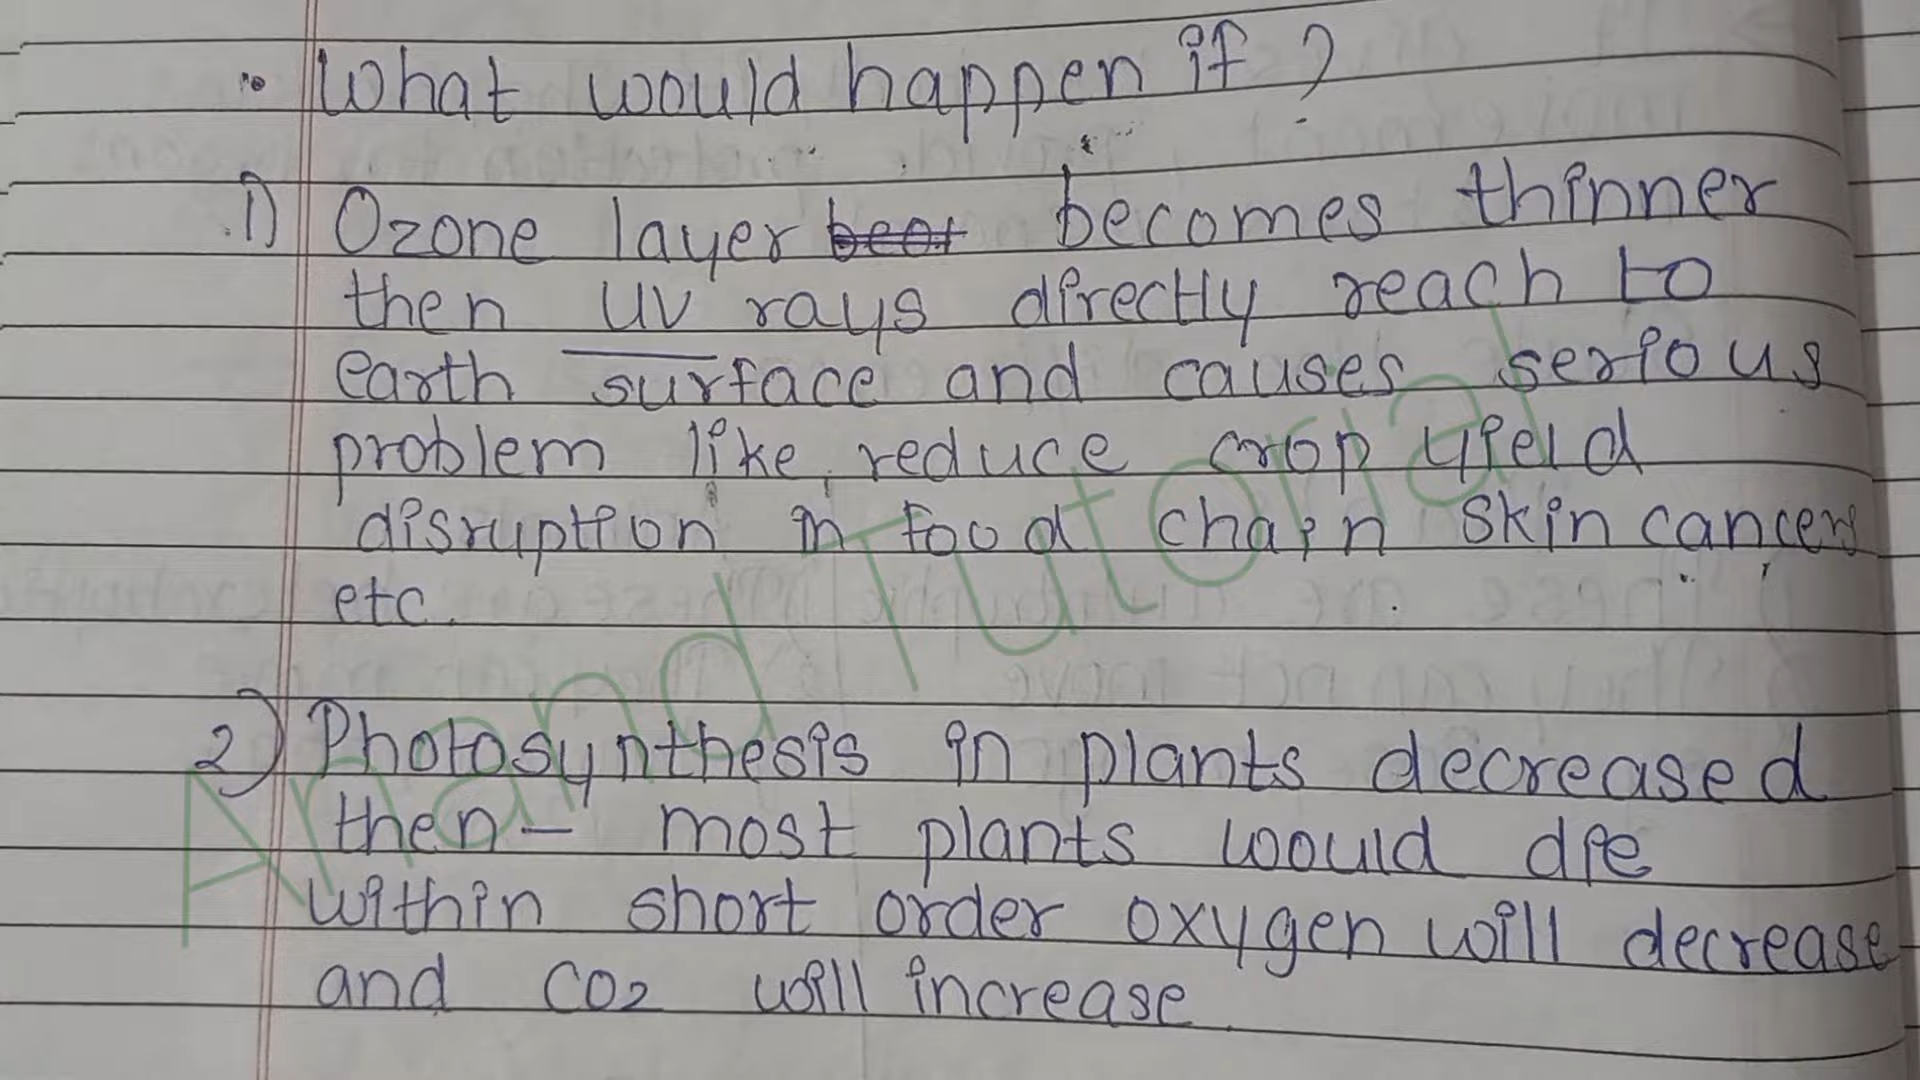 • What would happen if ?
1) Ozone layer becomes thinner
then UV rays directly reach to
earth surface and causes serious
problem like, reduce crop yield
disruption in food chain skin cancers
etc.
2) Photosynthesis in plants decreased
then - most plants would die
within short order oxygen will decrease
and CO2 will increase
Anand Tutorial